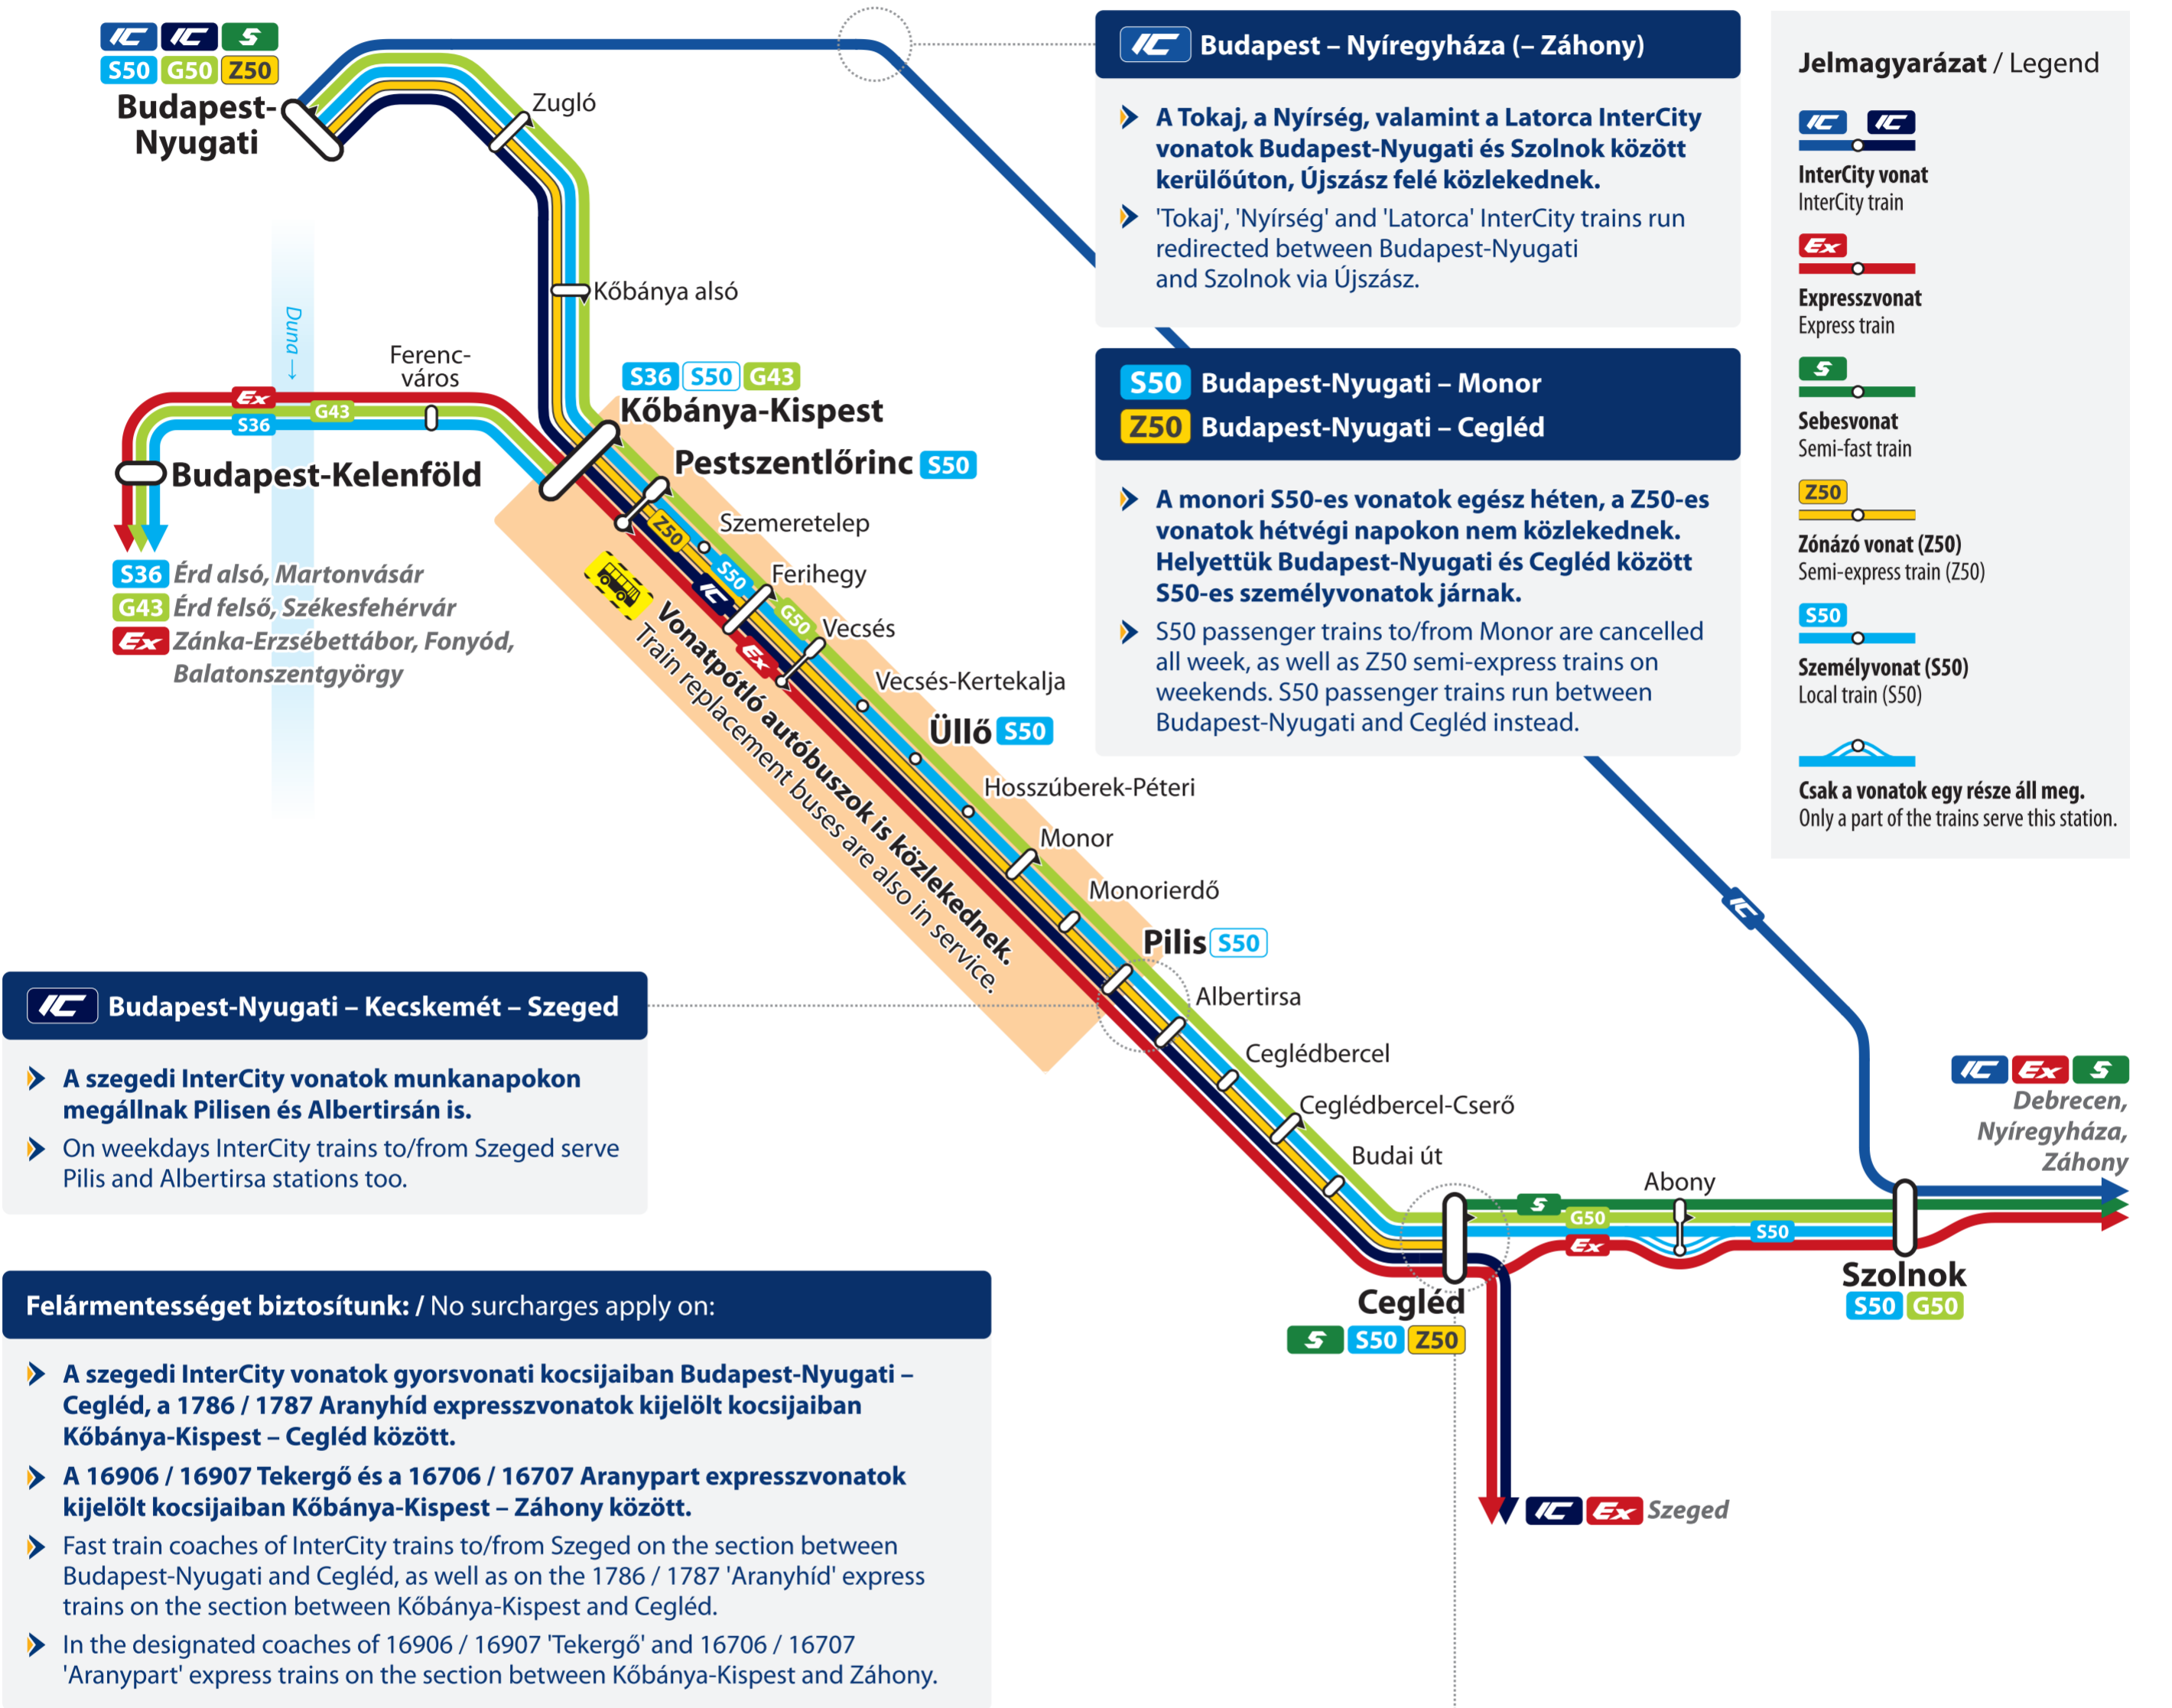 IC IC S
S50 G50 Z50
Budapest-
Nyugati
Zugló
Kőbánya alsó
Duna →
Ferenc-
város
Ex
G43
S36
Budapest-Kelenföld
S36 Érd alsó, Martonvásár
G43 Érd felső, Székesfehérvár
Ex Zánka-Erzsébettábor, Fonyód,
Balatonszentgyörgy
S36 S50 G43
Kőbánya-Kispest
Pestszentlőrinc S50
Szemeretelep
Z50
S50
Ferihegy
IC
G50
Vecsés
Ex
Vecsés-Kertekalja
Üllő S50
Hosszúberek-Péteri
Monor
Monorierdő
Pilis S50
Vonatpótló autóbuszok is közlekednek.
Train replacement buses are also in service.
Albertirsa
Ceglédbercel
Ceglédbercel-Cserő
Budai út
Cegléd
S S50 Z50
S
G50
Ex
Abony
S50
Szolnok
S50 G50
IC
IC Ex S
Debrecen,
Nyíregyháza,
Záhony
IC Ex Szeged
IC Budapest – Nyíregyháza (– Záhony)
A Tokaj, a Nyírség, valamint a Latorca InterCity
vonatok Budapest-Nyugati és Szolnok között
kerülőúton, Újszász felé közlekednek.
'Tokaj', 'Nyírség' and 'Latorca' InterCity trains run
redirected between Budapest-Nyugati
and Szolnok via Újszász.
S50 Budapest-Nyugati – Monor
Z50 Budapest-Nyugati – Cegléd
A monori S50-es vonatok egész héten, a Z50-es
vonatok hétvégi napokon nem közlekednek.
Helyettük Budapest-Nyugati és Cegléd között
S50-es személyvonatok járnak.
S50 passenger trains to/from Monor are cancelled
all week, as well as Z50 semi-express trains on
weekends. S50 passenger trains run between
Budapest-Nyugati and Cegléd instead.
Jelmagyarázat / Legend
IC IC
InterCity vonat
InterCity train
Ex
Expresszvonat
Express train
S
Sebesvonat
Semi-fast train
Z50
Zónázó vonat (Z50)
Semi-express train (Z50)
S50
Személyvonat (S50)
Local train (S50)
Csak a vonatok egy része áll meg.
Only a part of the trains serve this station.
IC Budapest-Nyugati – Kecskemét – Szeged
A szegedi InterCity vonatok munkanapokon
megállnak Pilisen és Albertirsán is.
On weekdays InterCity trains to/from Szeged serve
Pilis and Albertirsa stations too.
Felármentességet biztosítunk: / No surcharges apply on:
A szegedi InterCity vonatok gyorsvonati kocsijaiban Budapest-Nyugati –
Cegléd, a 1786 / 1787 Aranyhíd expresszvonatok kijelölt kocsijaiban
Kőbánya-Kispest – Cegléd között.
A 16906 / 16907 Tekergő és a 16706 / 16707 Aranypart expresszvonatok
kijelölt kocsijaiban Kőbánya-Kispest – Záhony között.
Fast train coaches of InterCity trains to/from Szeged on the section between
Budapest-Nyugati and Cegléd, as well as on the 1786 / 1787 'Aranyhíd' express
trains on the section between Kőbánya-Kispest and Cegléd.
In the designated coaches of 16906 / 16907 'Tekergő' and 16706 / 16707
'Aranypart' express trains on the section between Kőbánya-Kispest and Záhony.